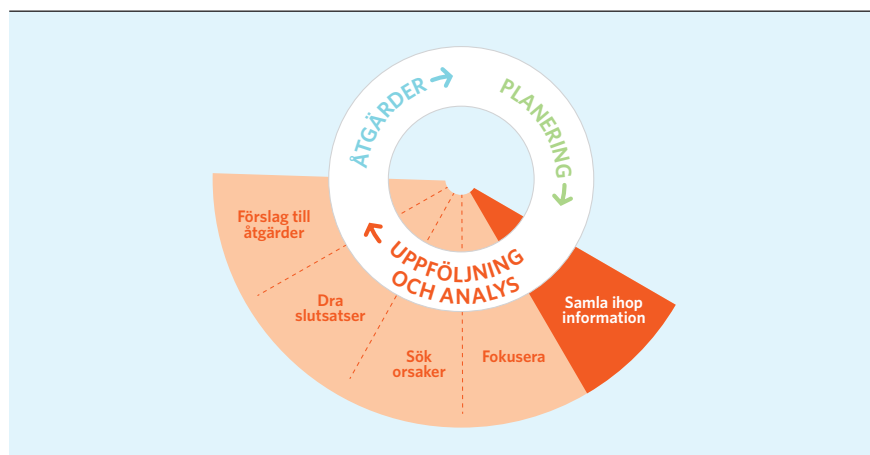 ÅTGÄRDER
PLANERING
UPPFÖLJNING
OCH ANALYS
Samla ihop
information
Fokusera
Sök
orsaker
Dra
slutsatser
Förslag till
åtgärder